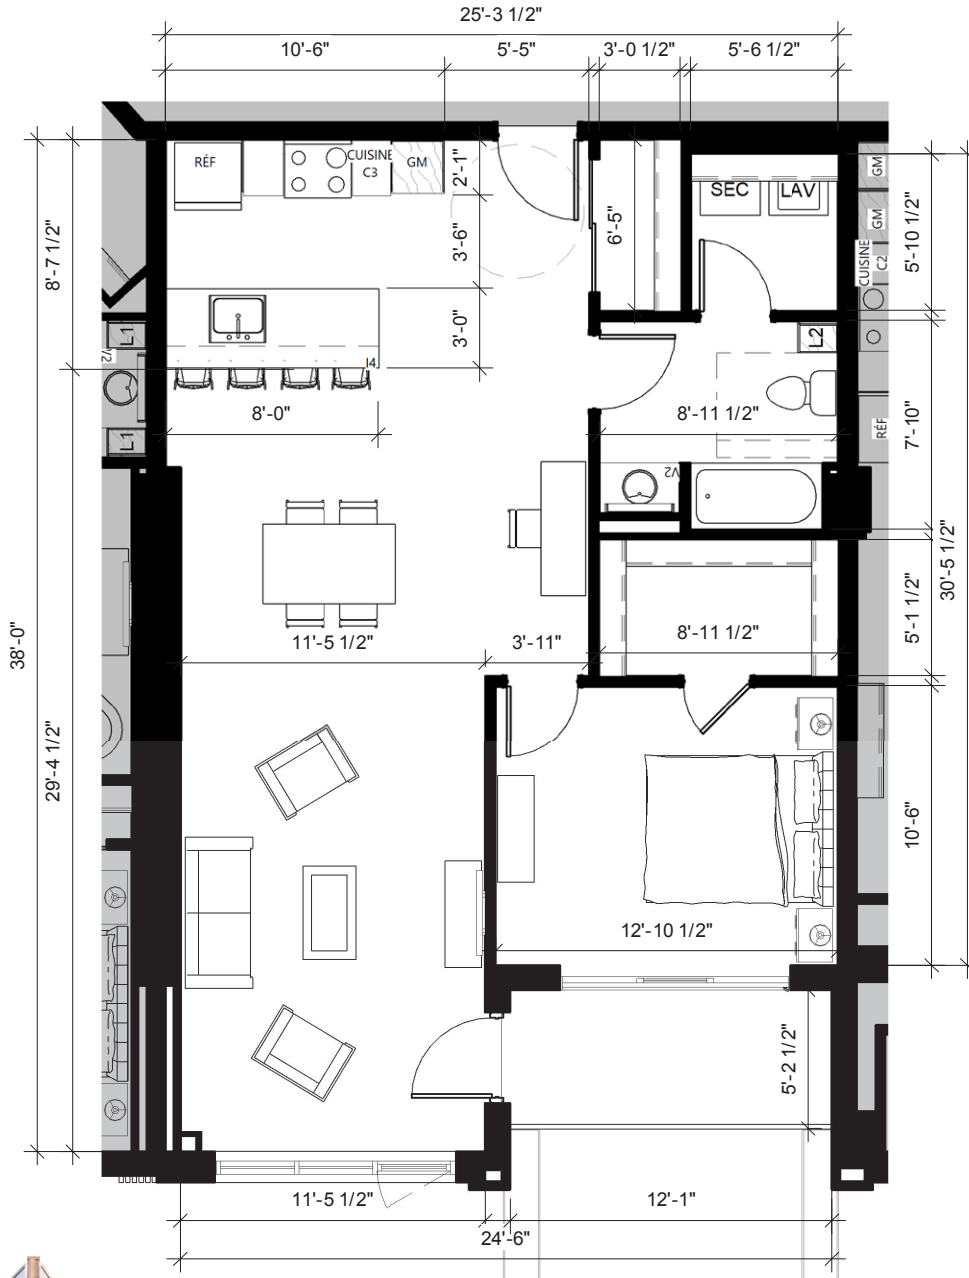 25'-3 1/2"
10'-6"
5'-5"
3'-0 1/2"
5'-6 1/2"
RÉF
CUISINE
C3
GM
2'-1"
3'-6"
3'-0"
6'-5"
SEC
LAV
GM
GM
CUISINE
C2
5'-10 1/2"
8'-7 1/2"
L1
V2
L1
I4
8'-0"
L2
8'-11 1/2"
V2
7'-10"
RÉF
30'-5 1/2"
38'-0"
11'-5 1/2"
3'-11"
8'-11 1/2"
5'-1 1/2"
29'-4 1/2"
10'-6"
12'-10 1/2"
5'-2 1/2"
11'-5 1/2"
12'-1"
24'-6"